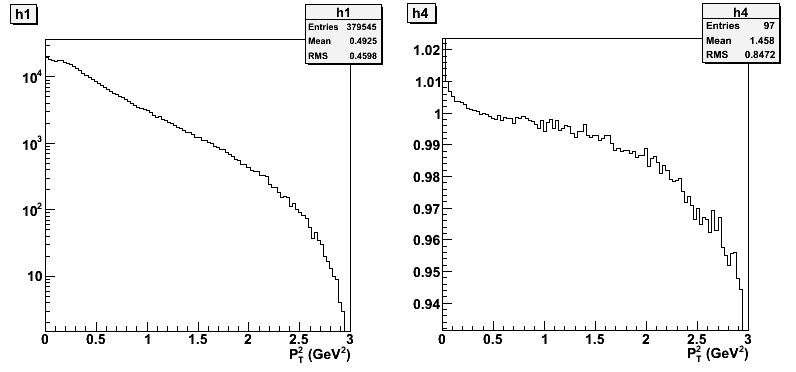 h1
h1
Entries 379545
Mean 0.4925
RMS 0.4598
10^4
10^3
10^2
10
0 0.5 1 1.5 2 2.5 3
P_T^2 (GeV^2)
h4
h4
Entries 97
Mean 1.458
RMS 0.8472
1.02
1.01
1
0.99
0.98
0.97
0.96
0.95
0.94
0 0.5 1 1.5 2 2.5 3
P_T^2 (GeV^2)